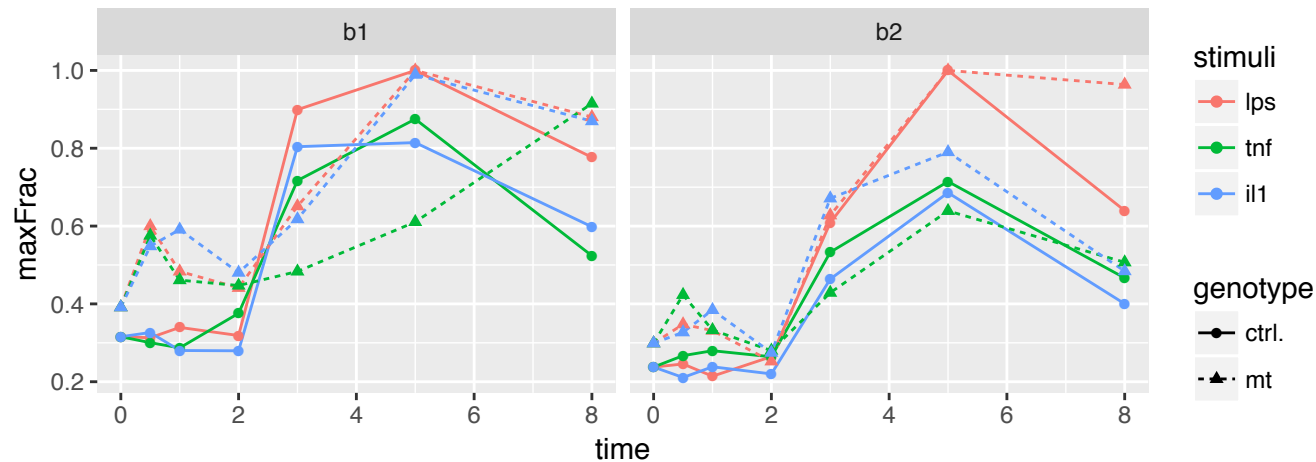 b1
b2
maxFrac
1.0
0.8
0.6
0.4
0.2
0 2 4 6 8
0 2 4 6 8
time
stimuli
lps
tnf
il1
genotype
ctrl.
mt